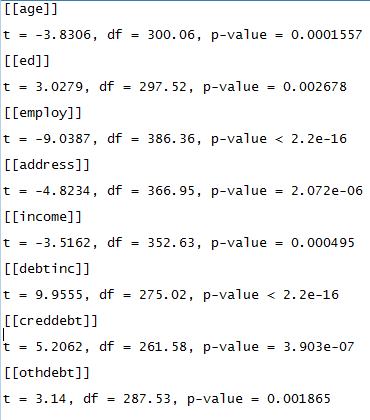 [[age]]
t = -3.8306, df = 300.06, p-value = 0.0001557
[[ed]]
t = 3.0279, df = 297.52, p-value = 0.002678
[[employ]]
t = -9.0387, df = 386.36, p-value < 2.2e-16
[[address]]
t = -4.8234, df = 366.95, p-value = 2.072e-06
[[income]]
t = -3.5162, df = 352.63, p-value = 0.000495
[[debtinc]]
t = 9.9555, df = 275.02, p-value < 2.2e-16
[[creddebt]]
t = 5.2062, df = 261.58, p-value = 3.903e-07
[[othdebt]]
t = 3.14, df = 287.53, p-value = 0.001865